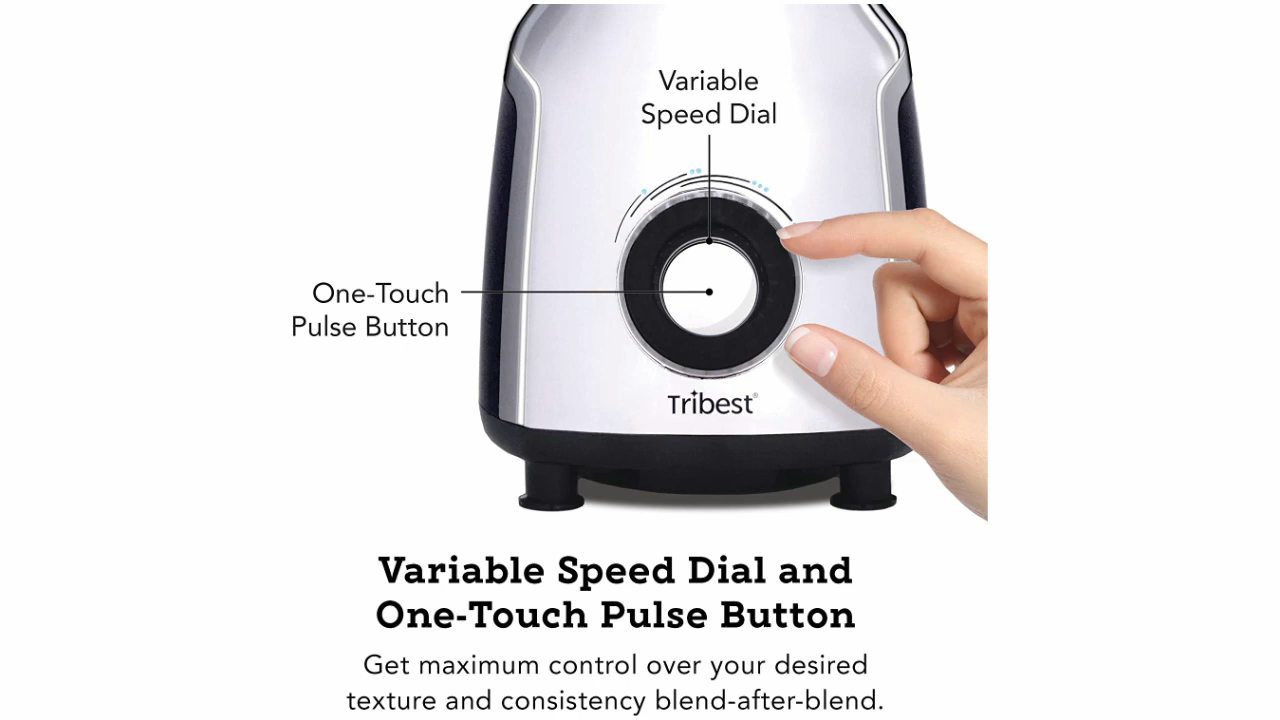 Variable
Speed Dial
One-Touch
Pulse Button
Tribest®
Variable Speed Dial and
One-Touch Pulse Button
Get maximum control over your desired
texture and consistency blend-after-blend.